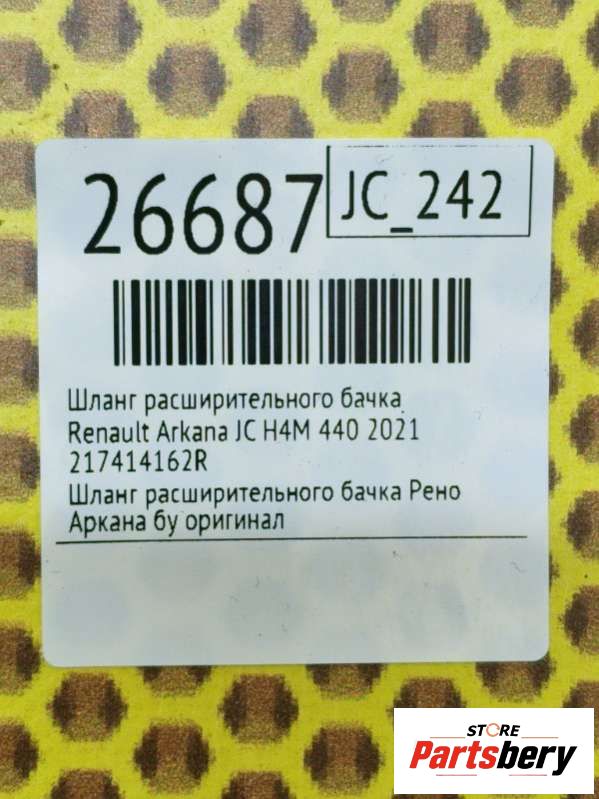 26687
JC_242
Шланг расширительного бачка
Renault Arkana JC H4M 440 2021
217414162R
Шланг расширительного бачка Рено
Аркана бу оригинал
STORE
Partsbery